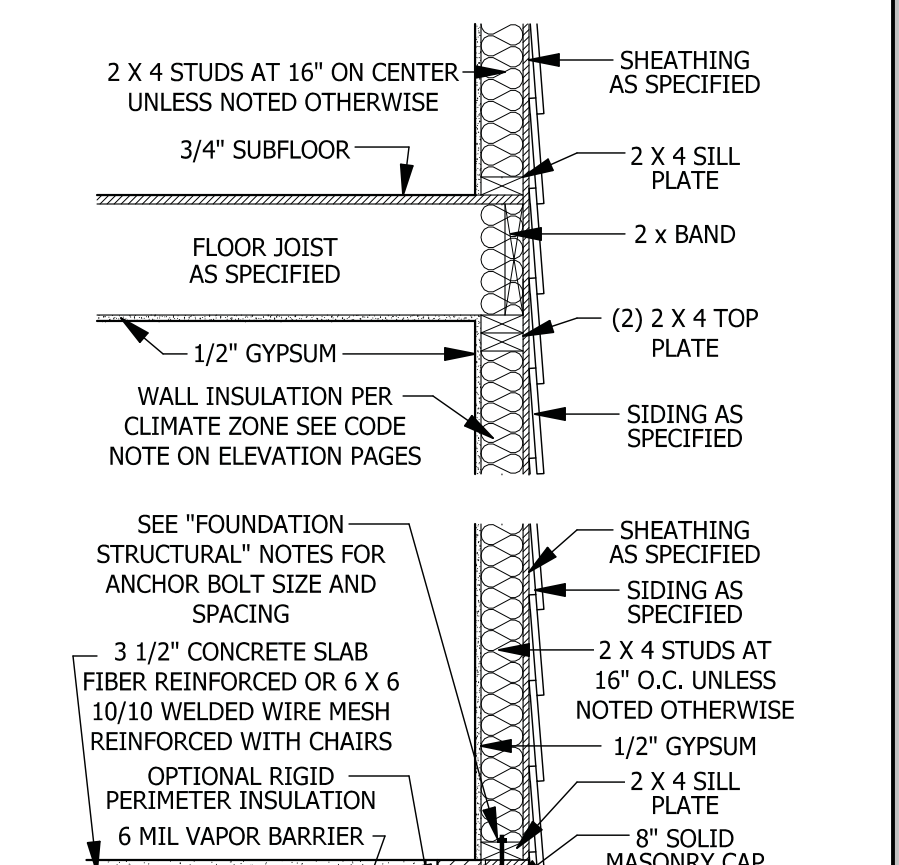 2 X 4 STUDS AT 16" ON CENTER
UNLESS NOTED OTHERWISE
SHEATHING
AS SPECIFIED
3/4" SUBFLOOR
2 X 4 SILL
PLATE
2 x BAND
FLOOR JOIST
AS SPECIFIED
(2) 2 X 4 TOP
PLATE
1/2" GYPSUM
WALL INSULATION PER
CLIMATE ZONE SEE CODE
NOTE ON ELEVATION PAGES
SIDING AS
SPECIFIED
SEE "FOUNDATION
STRUCTURAL" NOTES FOR
ANCHOR BOLT SIZE AND
SPACING
SHEATHING
AS SPECIFIED
SIDING AS
SPECIFIED
3 1/2" CONCRETE SLAB
FIBER REINFORCED OR 6 X 6
10/10 WELDED WIRE MESH
REINFORCED WITH CHAIRS
2 X 4 STUDS AT
16" O.C. UNLESS
NOTED OTHERWISE
1/2" GYPSUM
OPTIONAL RIGID
PERIMETER INSULATION
2 X 4 SILL
PLATE
6 MIL VAPOR BARRIER
8" SOLID
MASONRY CAP